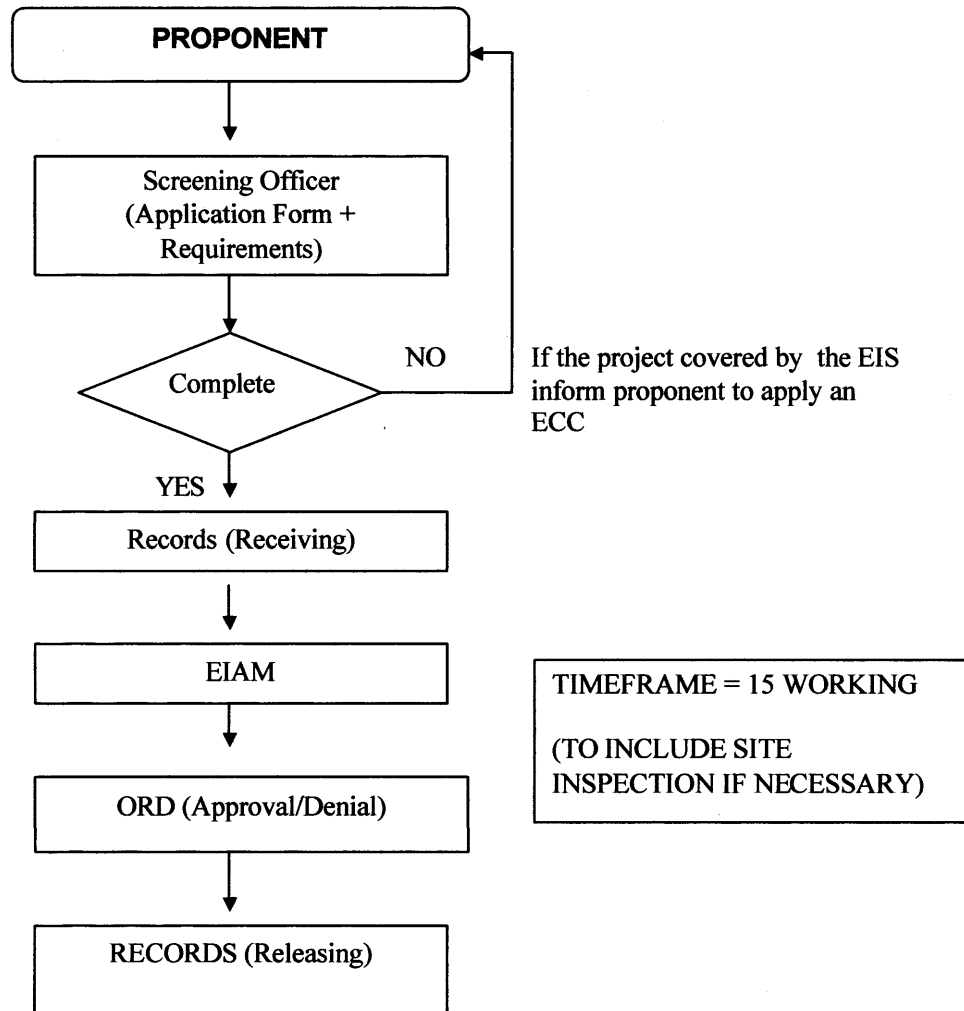 PROPONENT
Screening Officer
(Application Form +
Requirements)
Complete
NO
If the project covered by the EIS
inform proponent to apply an
ECC
YES
Records (Receiving)
EIAM
TIMEFRAME = 15 WORKING
(TO INCLUDE SITE
INSPECTION IF NECESSARY)
ORD (Approval/Denial)
RECORDS (Releasing)